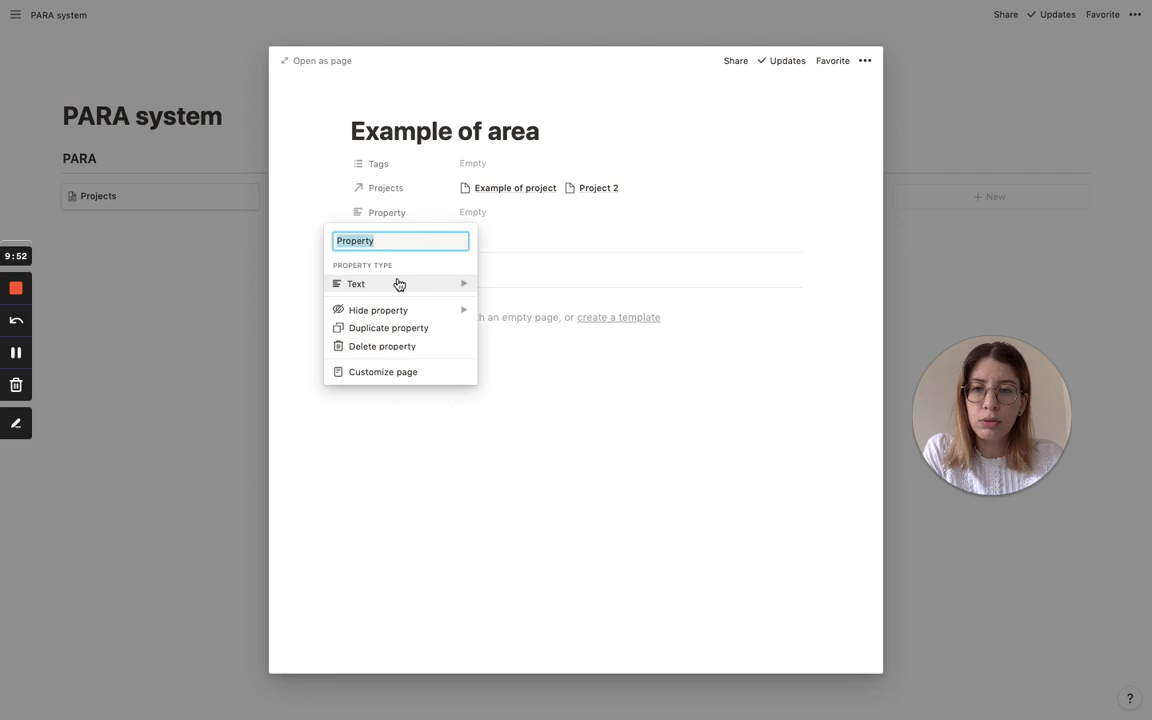 PARA system
Share Updates Favorite
Open as page
Share Updates Favorite
PARA system
Example of area
PARA
Tags Empty
Projects Example of project Project 2
Projects
New
Property Empty
Property
9:52
PROPERTY TYPE
Text
Hide property
h an empty page, or create a template
Duplicate property
Delete property
Customize page
?